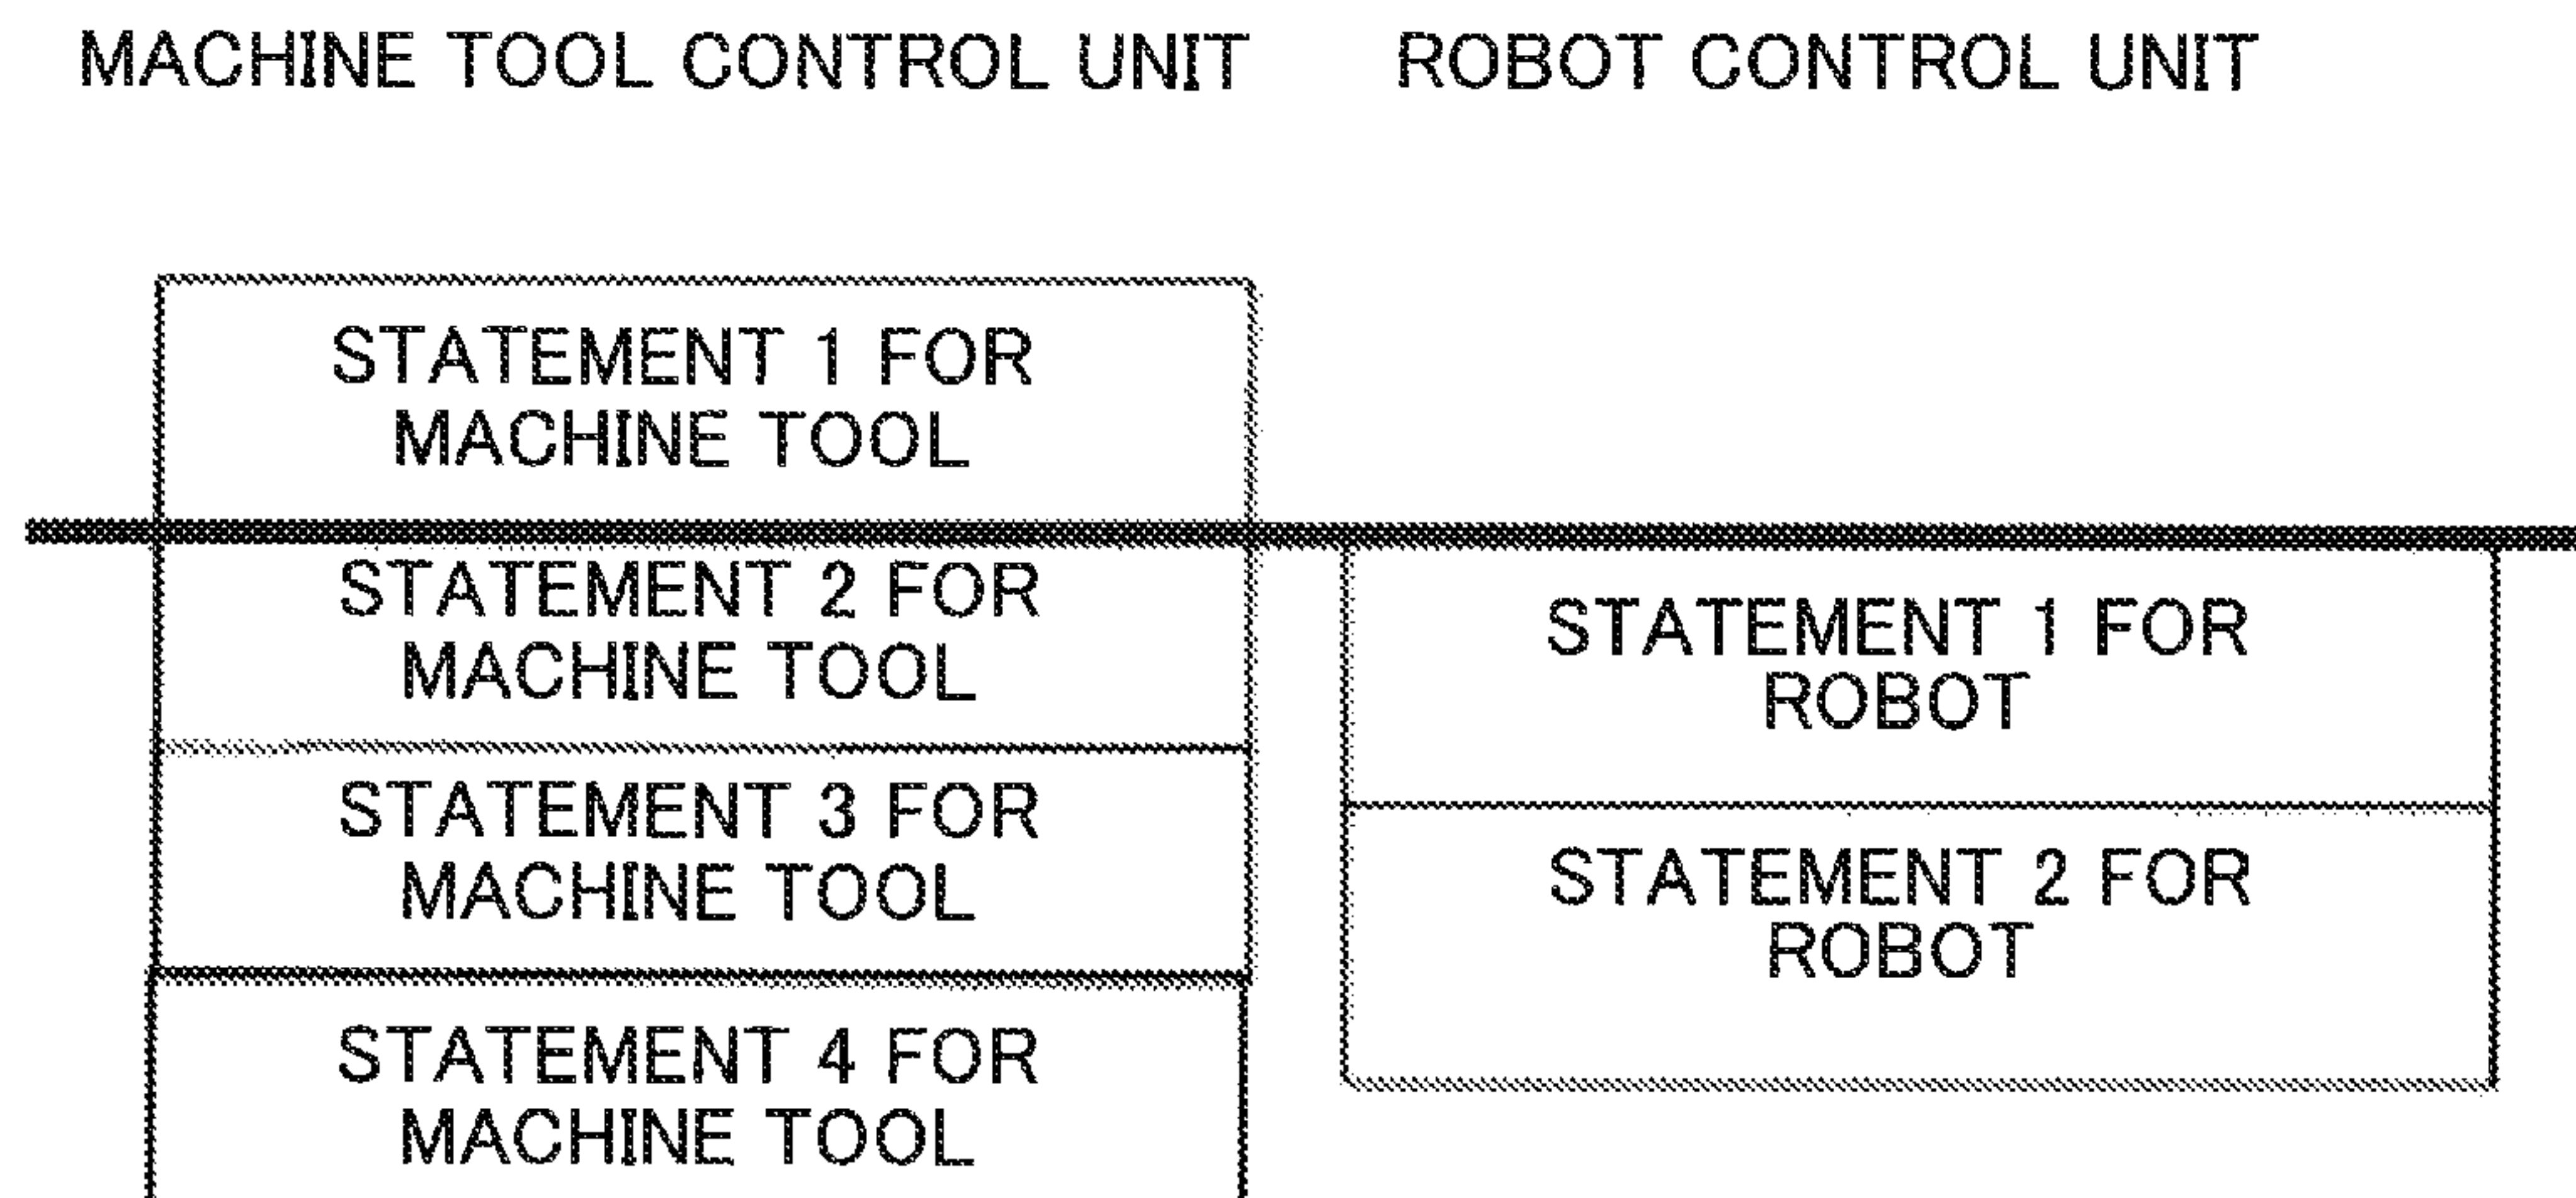 MACHINE TOOL CONTROL UNIT
ROBOT CONTROL UNIT
STATEMENT 1 FOR
MACHINE TOOL
STATEMENT 2 FOR
MACHINE TOOL
STATEMENT 3 FOR
MACHINE TOOL
STATEMENT 4 FOR
MACHINE TOOL
STATEMENT 1 FOR
ROBOT
STATEMENT 2 FOR
ROBOT